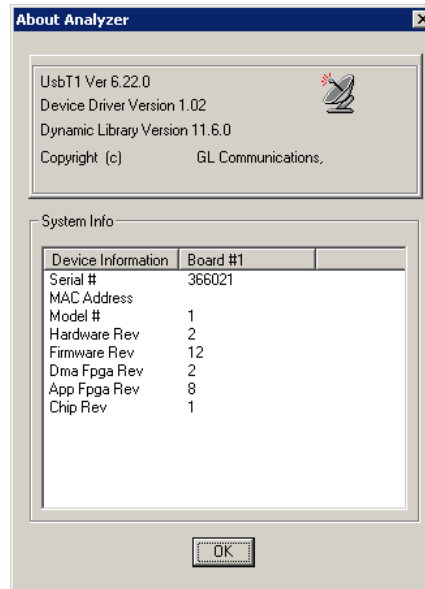 About Analyzer
UsbT1 Ver 6.22.0
Device Driver Version 1.02
Dynamic Library Version 11.6.0
Copyright (c) GL Communications,
System Info
Device Information Board #1
Serial # 366021
MAC Address
Model # 1
Hardware Rev 2
Firmware Rev 12
Dma Fpga Rev 2
App Fpga Rev 8
Chip Rev 1
OK